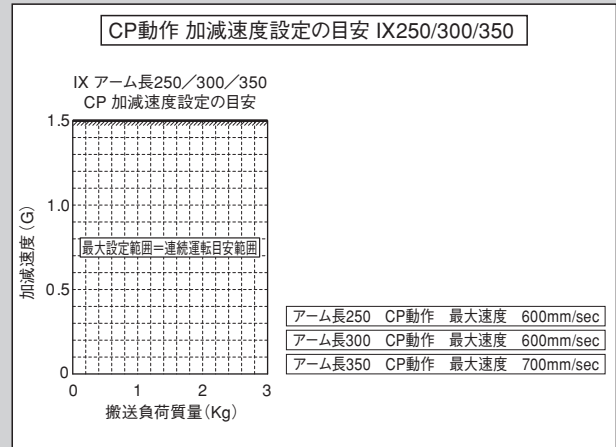 CP動作 加減速度設定の目安 IX250/300/350
IX アーム長250／300／350
CP 加減速度設定の目安
1.5
1.0
0.5
0
加減速度(G)
最大設定範囲=連続運転目安範囲
0 1 2 3
搬送負荷質量(Kg)
アーム長250 CP動作 最大速度 600mm/sec
アーム長300 CP動作 最大速度 600mm/sec
アーム長350 CP動作 最大速度 700mm/sec